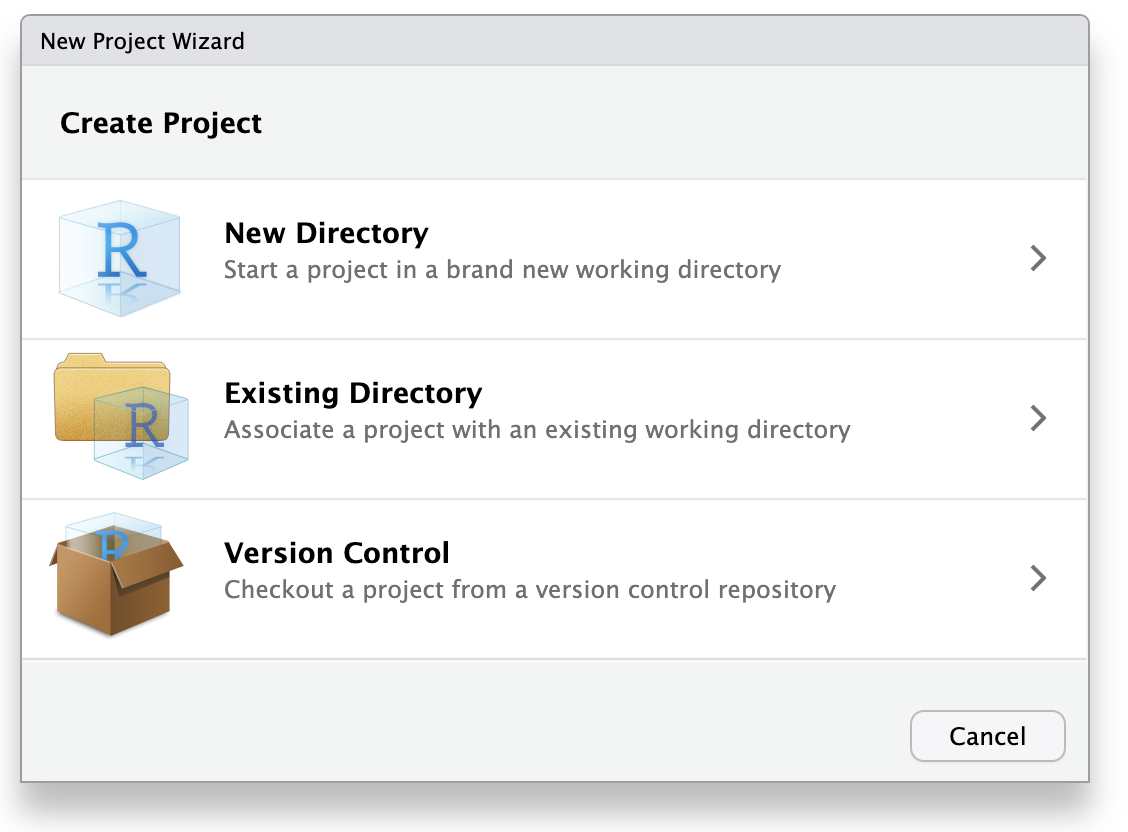 New Project Wizard
Create Project
R
New Directory
Start a project in a brand new working directory
R
Existing Directory
Associate a project with an existing working directory
R
Version Control
Checkout a project from a version control repository
Cancel